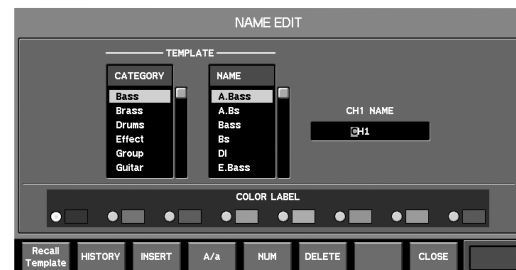 NAME EDIT
TEMPLATE
CATEGORY
Bass
Brass
Drums
Effect
Group
Guitar
NAME
A.Bass
A.Bs
Bass
Bs
DI
E.Bass
CH1 NAME
CH1
COLOR LABEL
Recall Template
HISTORY
INSERT
A/a
NUM
DELETE
CLOSE